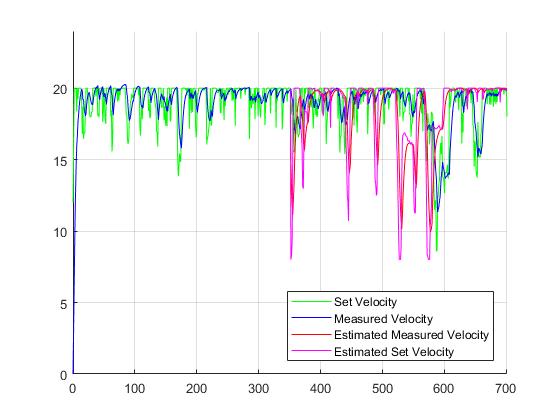 20
15
10
5
0
Set Velocity
Measured Velocity
Estimated Measured Velocity
Estimated Set Velocity
0 100 200 300 400 500 600 700